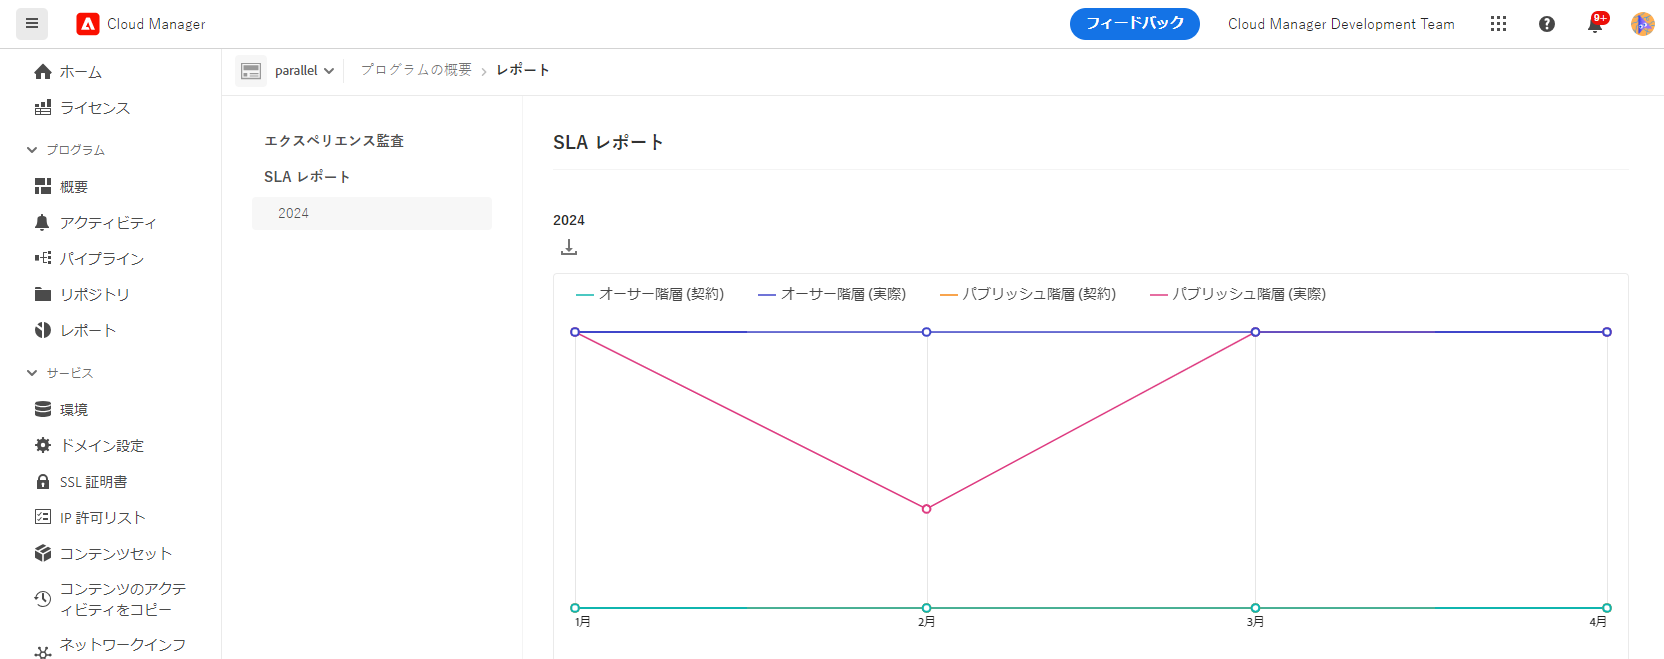 Cloud Manager
フィードバック
Cloud Manager Development Team
9+
ホーム
ライセンス
プログラム
概要
アクティビティ
パイプライン
リポジトリ
レポート
サービス
環境
ドメイン設定
SSL 証明書
IP 許可リスト
コンテンツセット
コンテンツのアクテ
ィビティをコピー
ネットワークインフ
parallel
プログラムの概要 › レポート
エクスペリエンス監査
SLA レポート
2024
SLA レポート
2024
オーサー階層 (契約) オーサー階層 (実際) パブリッシュ階層 (契約) パブリッシュ階層 (実際)
1月 2月 3月 4月